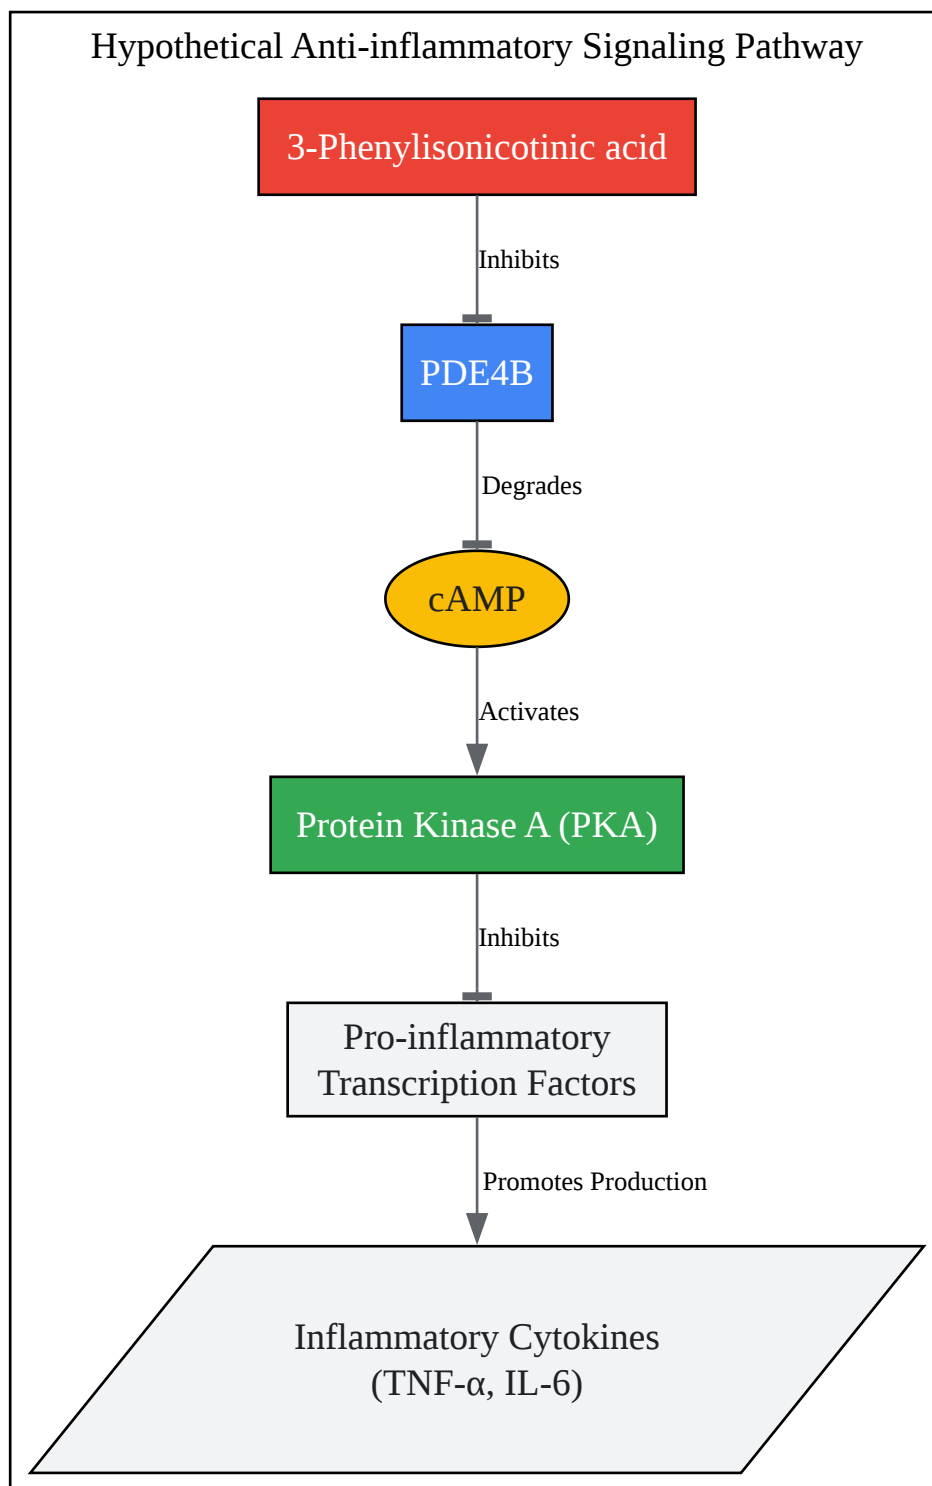 Hypothetical Anti-inflammatory Signaling Pathway
3-Phenylisonicotinic acid
Inhibits
PDE4B
Degrades
cAMP
Activates
Protein Kinase A (PKA)
Inhibits
Pro-inflammatory
Transcription Factors
Promotes Production
Inflammatory Cytokines
(TNF-α, IL-6)